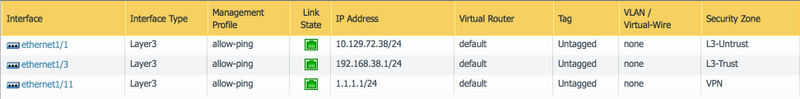 Interface Interface Type Management Profile Link State IP Address Virtual Router Tag VLAN / Virtual-Wire Security Zone
ethernet1/1 Layer3 allow-ping 10.129.72.38/24 default Untagged none L3-Untrust
ethernet1/3 Layer3 allow-ping 192.168.38.1/24 default Untagged none L3-Trust
ethernet1/11 Layer3 allow-ping 1.1.1.1/24 default Untagged none VPN